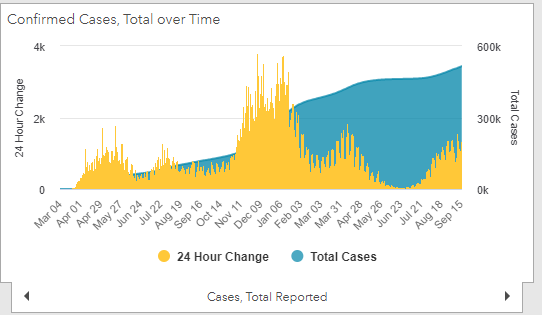 Confirmed Cases, Total over Time
4k
600k
24 Hour Change
2k
300k
Total Cases
0
0k
Mar 04
Apr 01
Apr 29
May 27
Jun 24
Jul 22
Aug 19
Sep 16
Oct 14
Nov 11
Dec 09
Jan 06
Feb 03
Mar 03
Mar 31
Apr 28
May 26
Jun 23
Jul 21
Aug 18
Sep 15
24 Hour Change
Total Cases
Cases, Total Reported